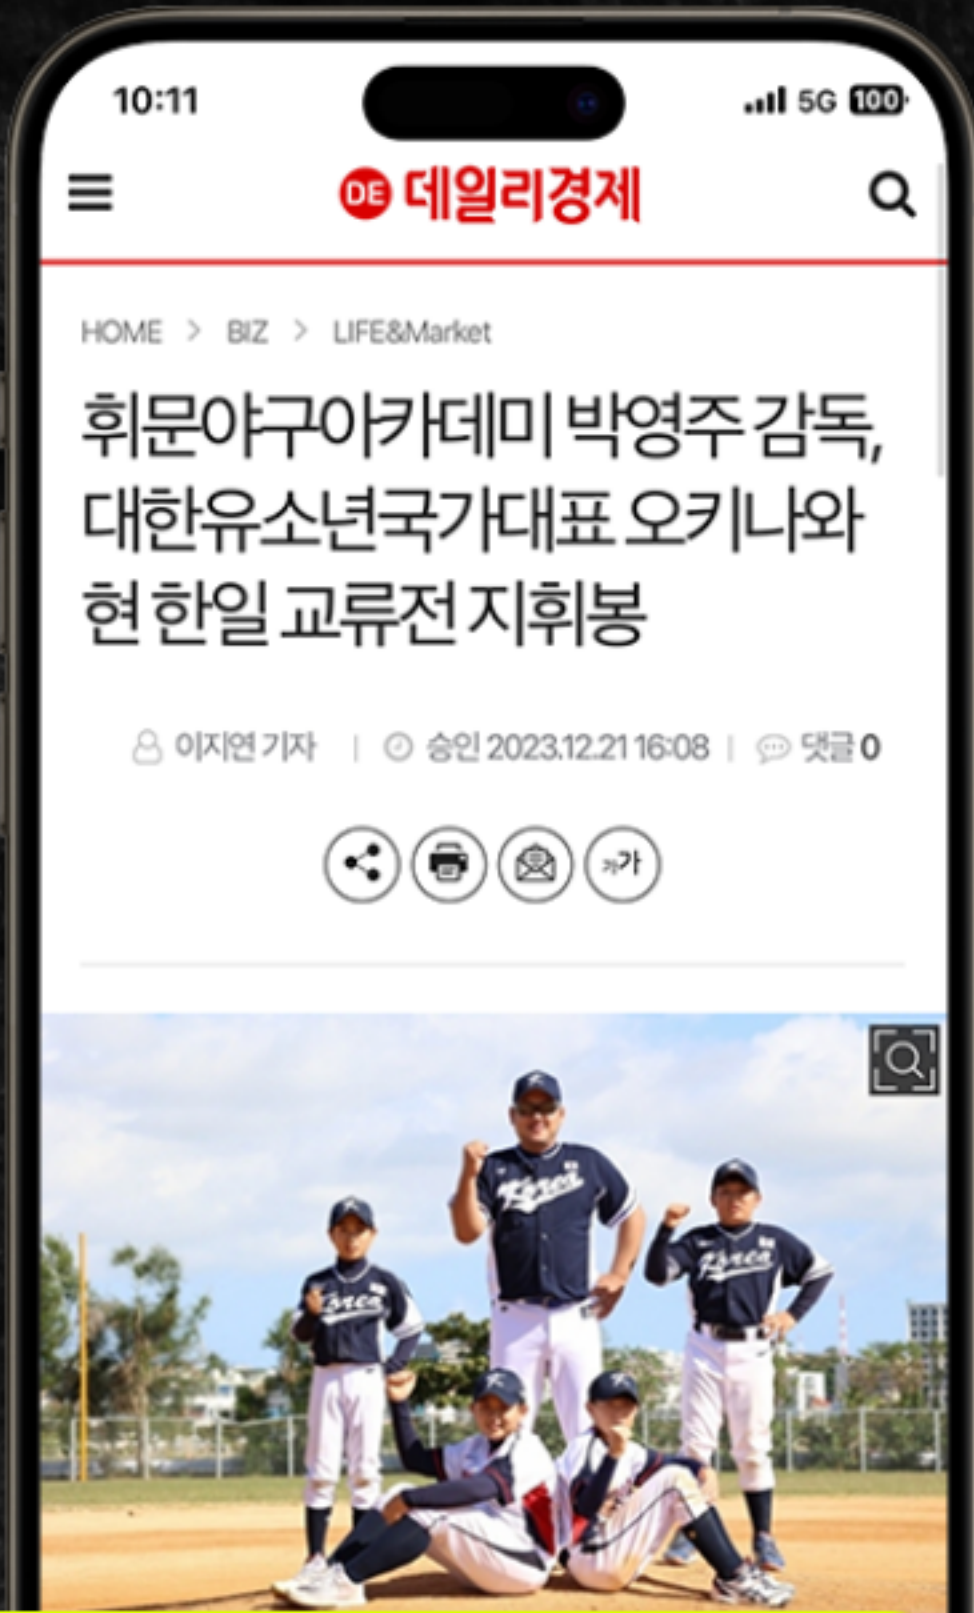 10:11 5G 100
DE 데일리경제
HOME > BIZ > LIFE&Market
휘문야구아카데미 박영주 감독,
대한유소년국가대표 오키나와
현 한일 교류전 지휘봉
이지연 기자 | 승인 2023.12.21 16:08 | 댓글 0
가가
Korea
Korea
Korea